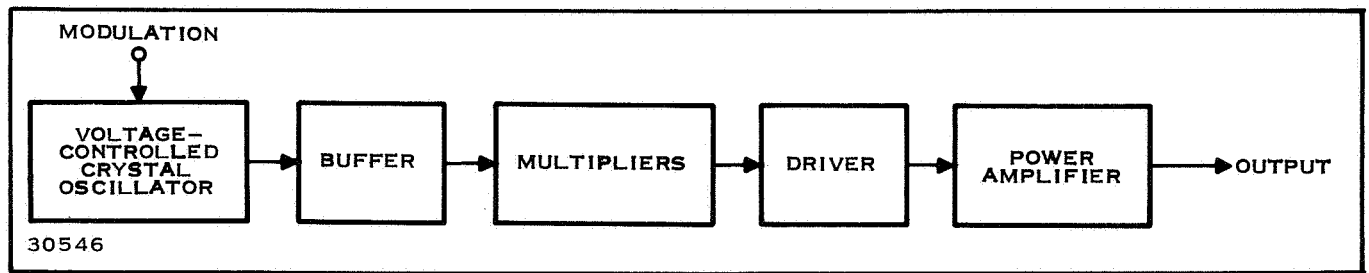 MODULATION
VOLTAGE-
CONTROLLED
CRYSTAL
OSCILLATOR
BUFFER
MULTIPLIERS
DRIVER
POWER
AMPLIFIER
OUTPUT
30546